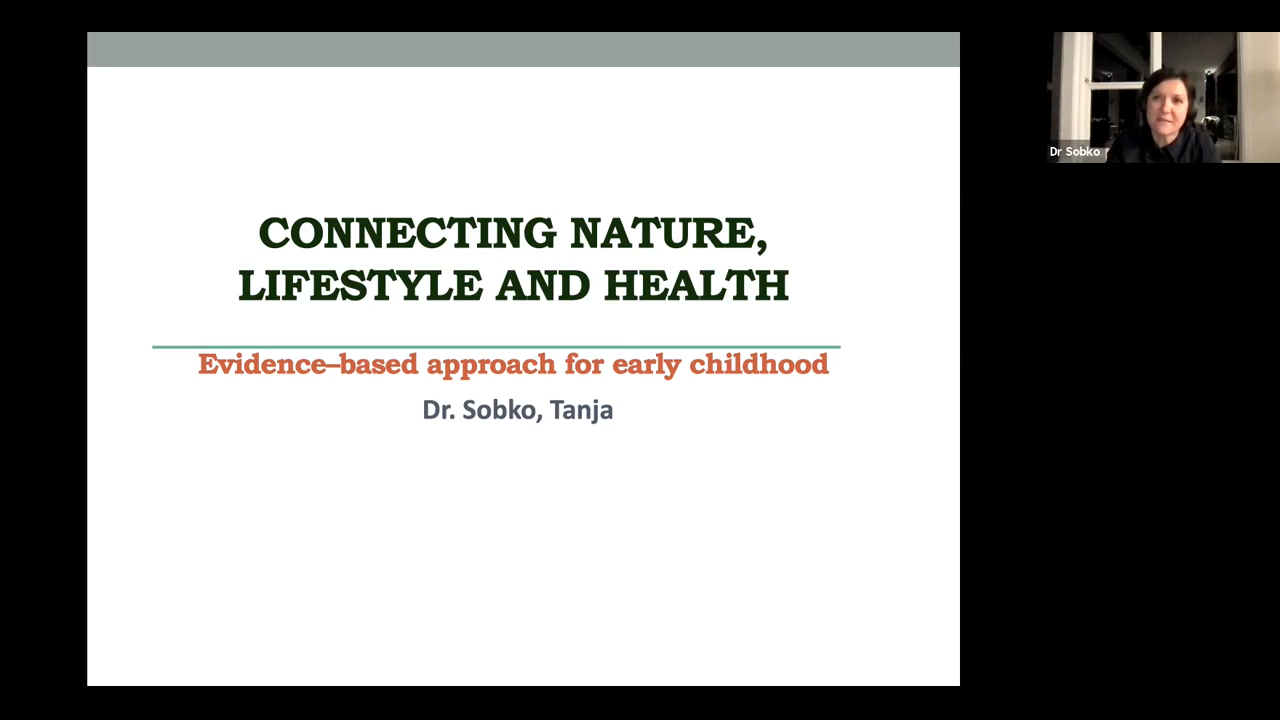 CONNECTING NATURE,
LIFESTYLE AND HEALTH
Evidence–based approach for early childhood
Dr. Sobko, Tanja
Dr Sobko